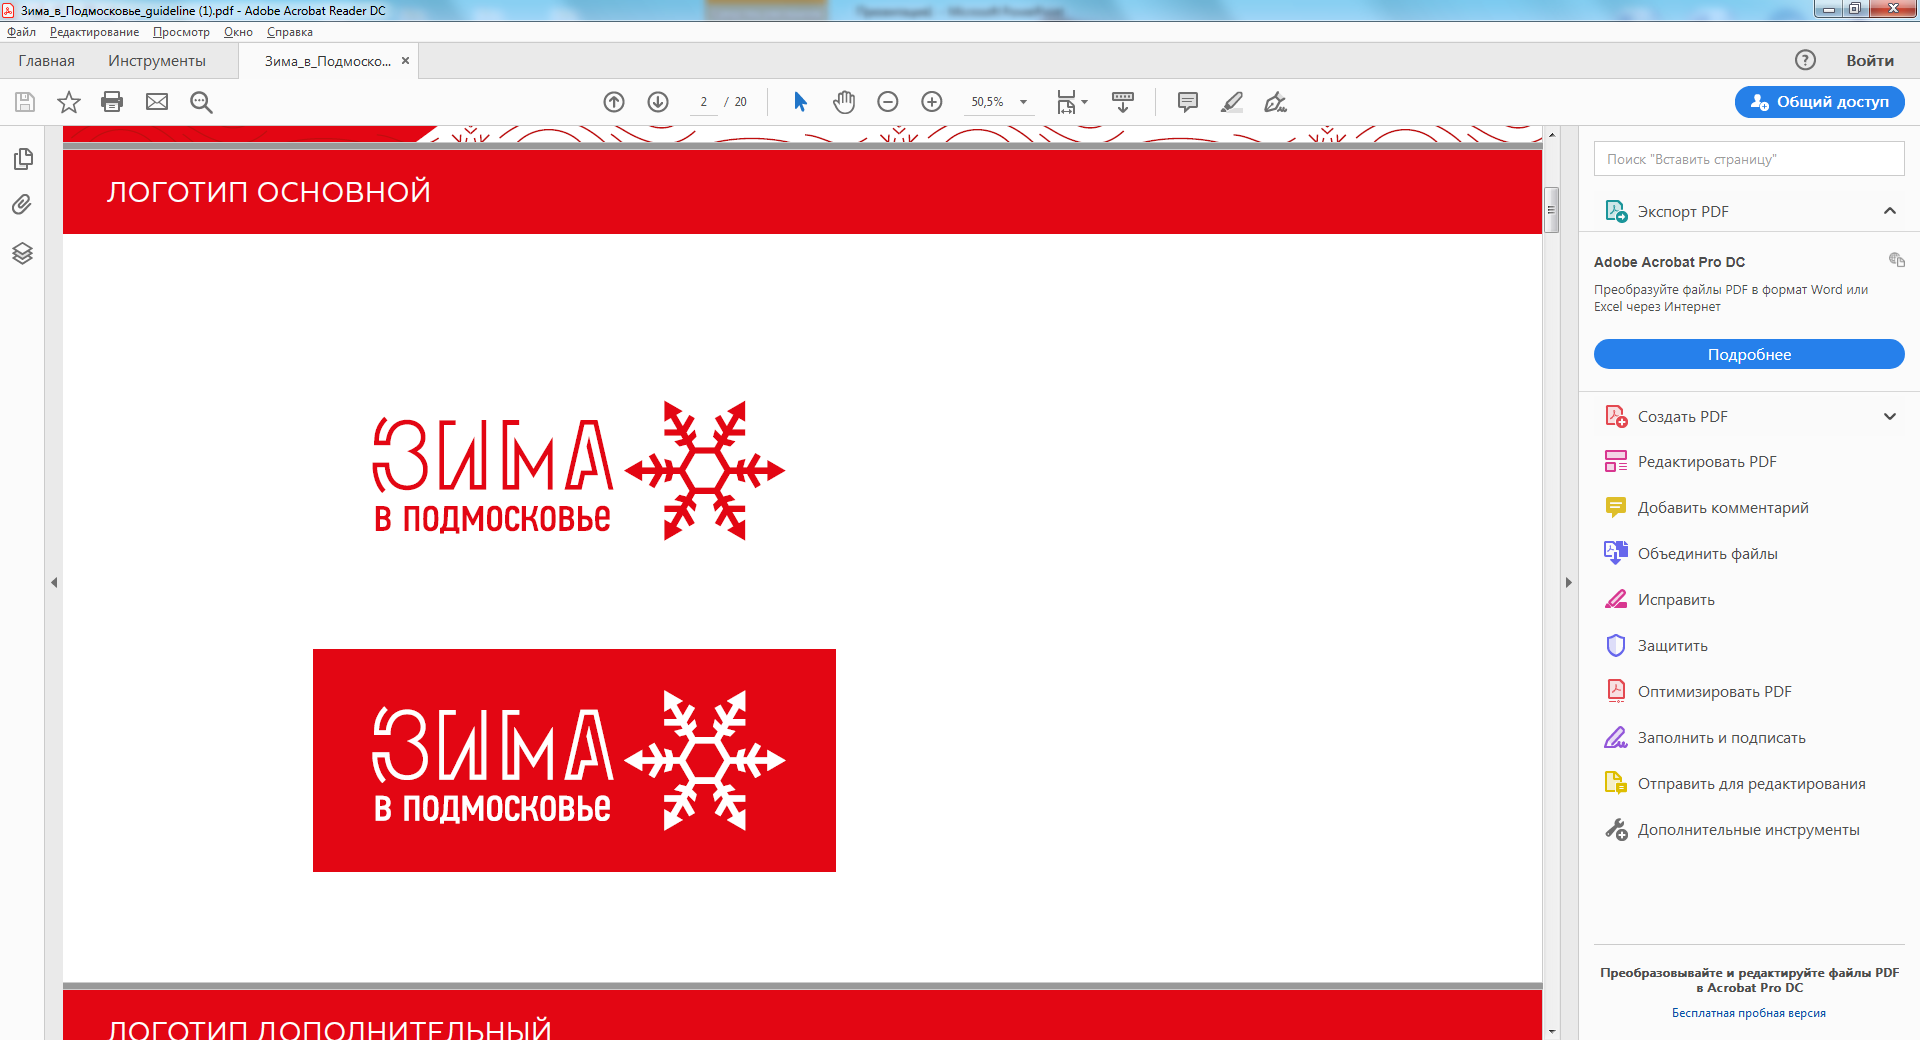 Зима_в_Подмосковье_guideline (1).pdf - Adobe Acrobat Reader DC
Файл Редактирование Просмотр Окно Справка
Главная Инструменты Зима_в_Подмоско... Войти
2 / 20 50,5% Общий доступ
ЛОГОТИП ОСНОВНОЙ
ЗИМА
В ПОДМОСКОВЬЕ
ЗИМА
В ПОДМОСКОВЬЕ
ЛОГОТИП ДОПОЛНИТЕЛЬНЫЙ
Поиск "Вставить страницу"
Экспорт PDF
Adobe Acrobat Pro DC
Преобразуйте файлы PDF в формат Word или
Excel через Интернет
Подробнее
Создать PDF
Редактировать PDF
Добавить комментарий
Объединить файлы
Исправить
Защитить
Оптимизировать PDF
Заполнить и подписать
Отправить для редактирования
Дополнительные инструменты
Преобразовывайте и редактируйте файлы PDF
в Acrobat Pro DC
Бесплатная пробная версия